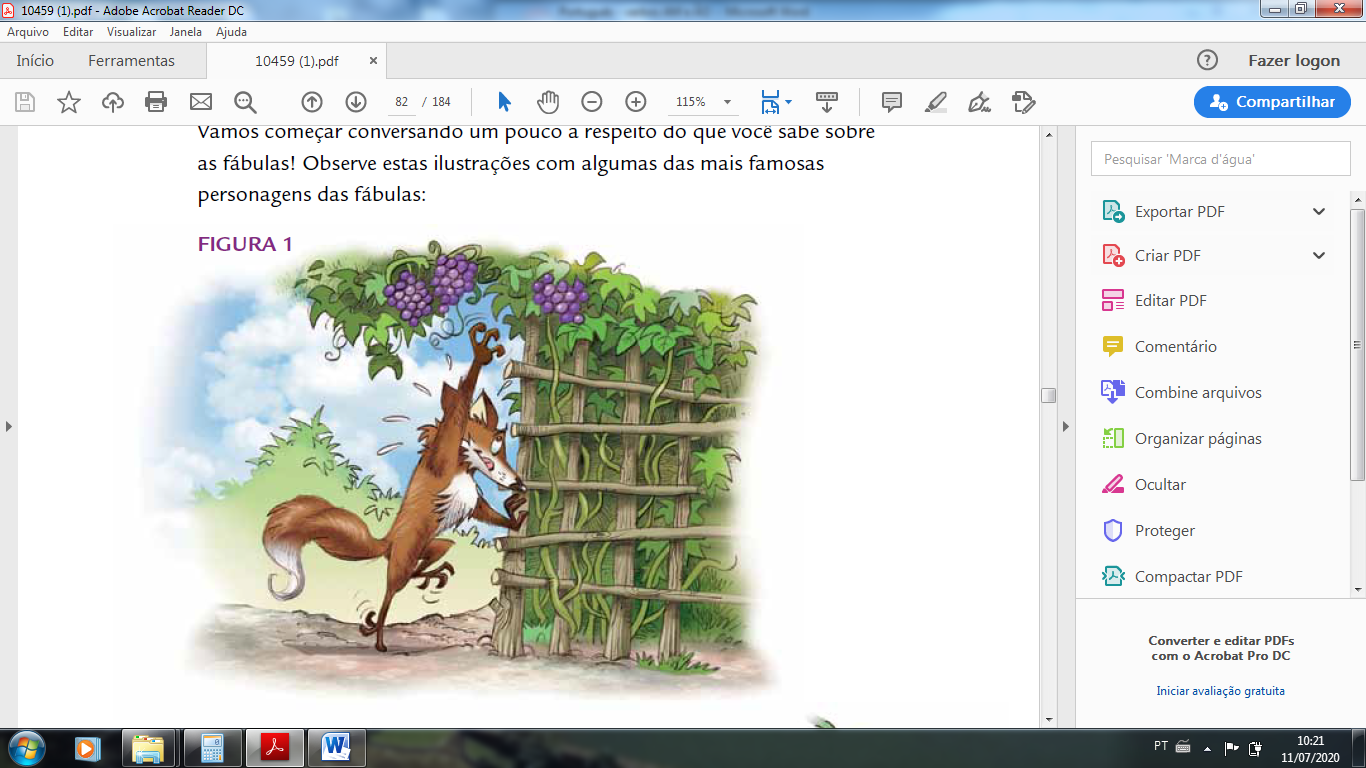 10459 (1).pdf - Adobe Acrobat Reader DC
Arquivo Editar Visualizar Janela Ajuda
Início Ferramentas 10459 (1).pdf
Fazer logon
82 / 184 115% Compartilhar
Vamos começar conversando um pouco a respeito do que você sabe sobre
as fábulas! Observe estas ilustrações com algumas das mais famosas
personagens das fábulas:
FIGURA 1
Pesquisar 'Marca d'água'
Exportar PDF
Criar PDF
Editar PDF
Comentário
Combine arquivos
Organizar páginas
Ocultar
Proteger
Compactar PDF
Converter e editar PDFs
com o Acrobat Pro DC
Iniciar avaliação gratuita
PT 10:21
11/07/2020